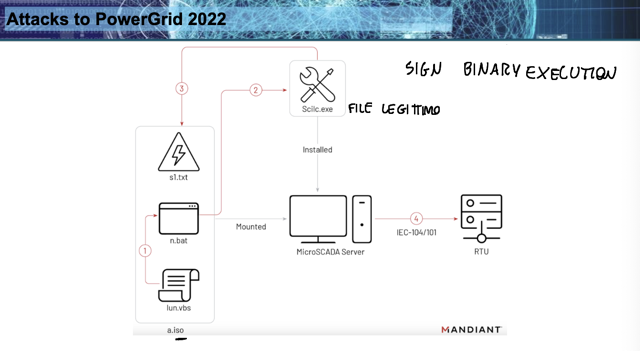 Attacks to PowerGrid 2022
SIGN BINARY EXECUTION
3
2
Scilc.exe
FILE LEGITTIMO
s1.txt
Installed
n.bat
1
Mounted
4
MicroSCADA Server
IEC-104/101
RTU
lun.vbs
a.iso
MANDIANT